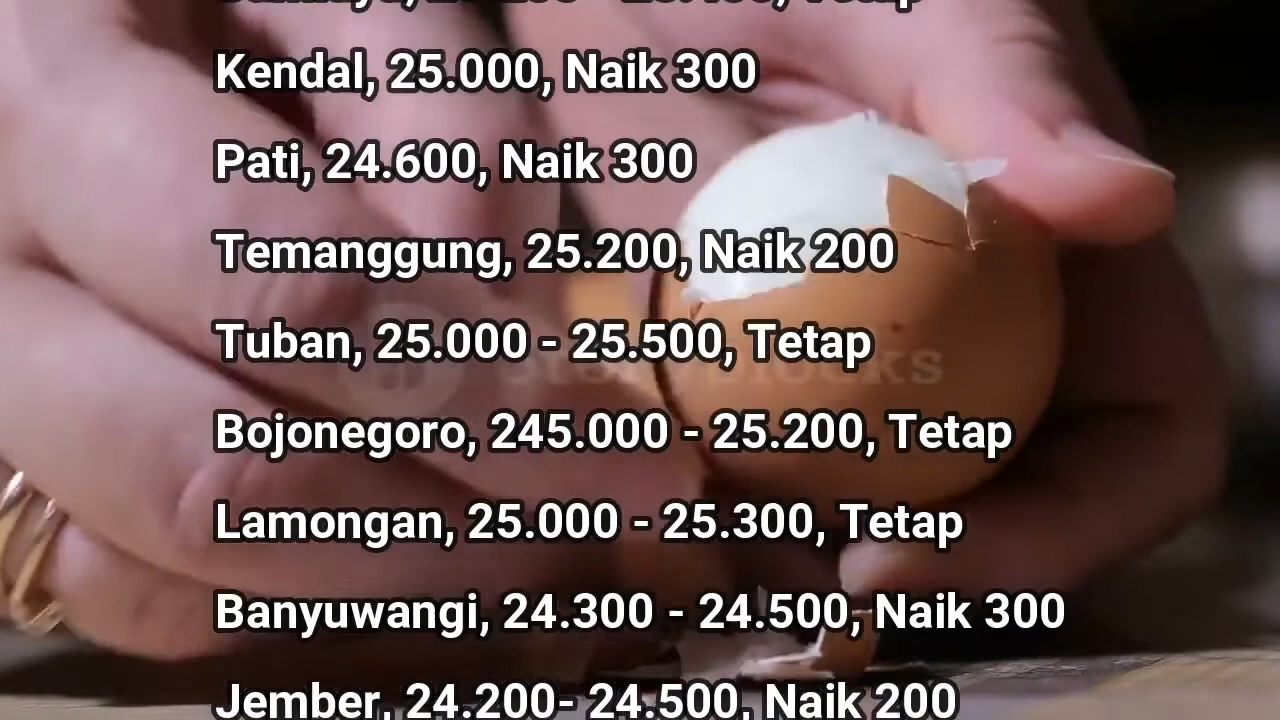 Kendal, 25.000, Naik 300
Pati, 24.600, Naik 300
Temanggung, 25.200, Naik 200
Tuban, 25.000 - 25.500, Tetap
Bojonegoro, 245.000 - 25.200, Tetap
Lamongan, 25.000 - 25.300, Tetap
Banyuwangi, 24.300 - 24.500, Naik 300
Jember, 24.200- 24.500, Naik 200